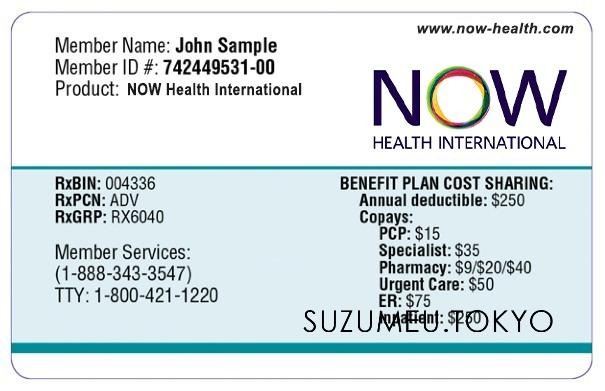 www.now-health.com
Member Name: John Sample
Member ID #: 742449531-00
Product: NOW Health International
NOW
HEALTH INTERNATIONAL
RxBIN: 004336
RxPCN: ADV
RxGRP: RX6040
Member Services:
(1-888-343-3547)
TTY: 1-800-421-1220
BENEFIT PLAN COST SHARING:
Annual deductible: $250
Copays:
PCP: $15
Specialist: $35
Pharmacy: $9/$20/$40
Urgent Care: $50
ER: $75
Inpatient: $250
SUZUMEU.TOKYO